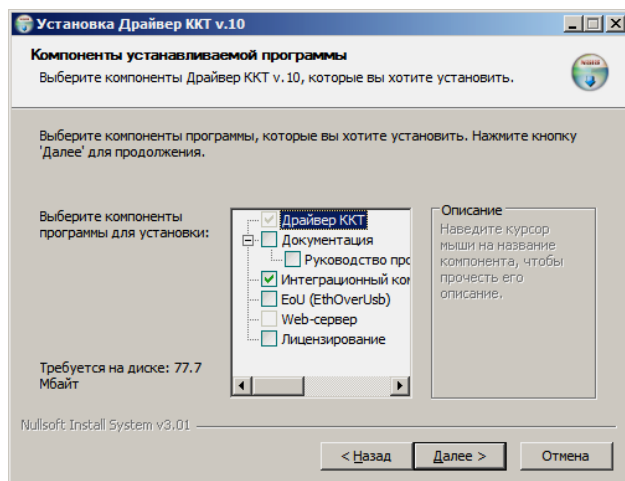 Установка Драйвер ККТ v.10
Компоненты устанавливаемой программы
Выберите компоненты Драйвер ККТ v.10, которые вы хотите установить.
Выберите компоненты программы, которые вы хотите установить. Нажмите кнопку
'Далее' для продолжения.
Выберите компоненты
программы для установки:
Драйвер ККТ
Документация
Руководство прс
Интеграционный кор
EoU (EthOverUsb)
Web-сервер
Лицензирование
Описание
Наведите курсор
мыши на название
компонента, чтобы
прочесть его
описание.
Требуется на диске: 77.7
Мбайт
Nullsoft Install System v3.01
< Назад
Далее >
Отмена